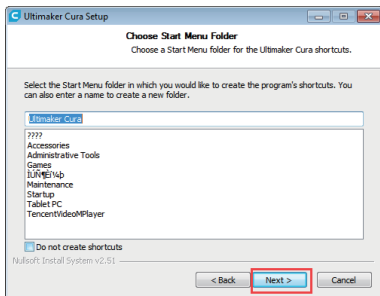 Ultimaker Cura Setup
Choose Start Menu Folder
Choose a Start Menu folder for the Ultimaker Cura shortcuts.
Select the Start Menu folder in which you would like to create the program's shortcuts. You
can also enter a name to create a new folder.
Ultimaker Cura
????
Accessories
Administrative Tools
Games
Maintenance
Startup
Tablet PC
TencentVideoMPlayer
Do not create shortcuts
Nullsoft Install System v2.51
< Back
Next >
Cancel